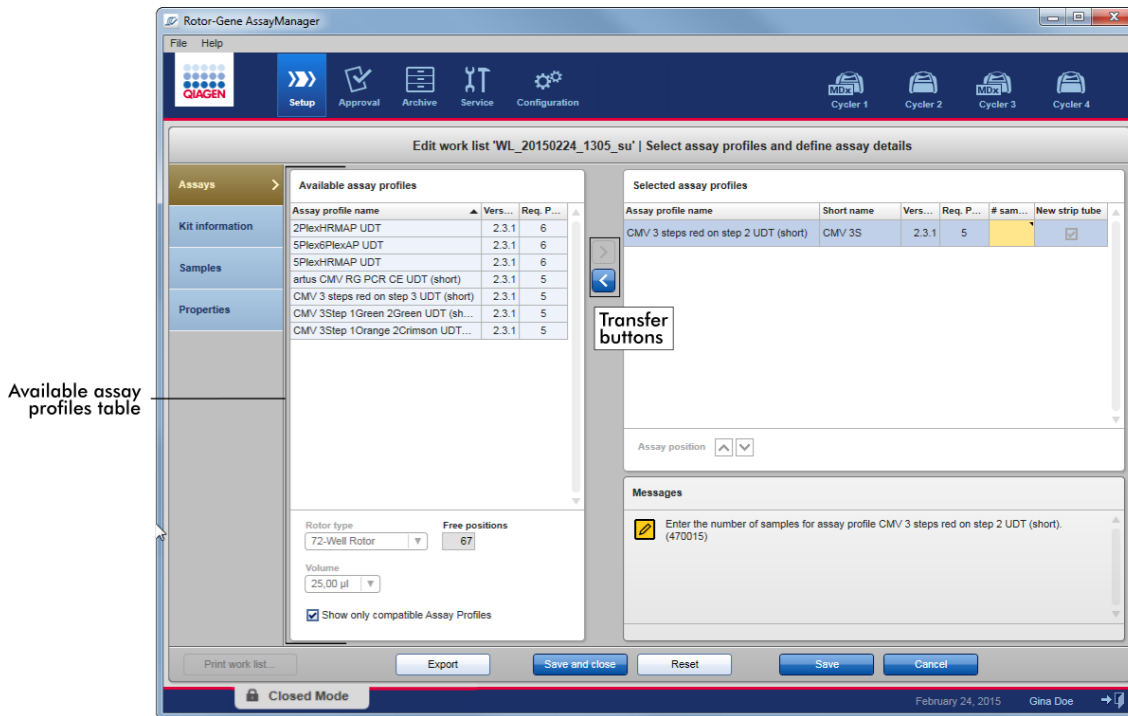 Rotor-Gene AssayManager
File Help
QIAGEN
Setup Approval Archive Service Configuration
MDx MDx
Cycler 1 Cycler 2 Cycler 3 Cycler 4
Edit work list 'WL_20150224_1305_su' | Select assay profiles and define assay details
Assays
Kit information
Samples
Properties
Available assay profiles
Assay profile name Vers... Req. P...
2PlexHRMAP UDT 2.3.1 6
5Plex6PlexAP UDT 2.3.1 6
5PlexHRMAP UDT 2.3.1 6
artus CMV RG PCR CE UDT (short) 2.3.1 5
CMV 3 steps red on step 3 UDT (short) 2.3.1 5
CMV 3Step 1Green 2Green UDT (sh... 2.3.1 5
CMV 3Step 1Orange 2Crimson UDT... 2.3.1 5
Rotor type Free positions
72-Well Rotor 67
Volume
25,00 µl
Show only compatible Assay Profiles
Transfer
buttons
Available assay
profiles table
Selected assay profiles
Assay profile name Short name Vers... Req. P... # sam... New strip tube
CMV 3 steps red on step 2 UDT (short) CMV 3S 2.3.1 5
Assay position
Messages
Enter the number of samples for assay profile CMV 3 steps red on step 2 UDT (short).
(470015)
Print work list... Export Save and close Reset Save Cancel
Closed Mode
February 24, 2015 Gina Doe